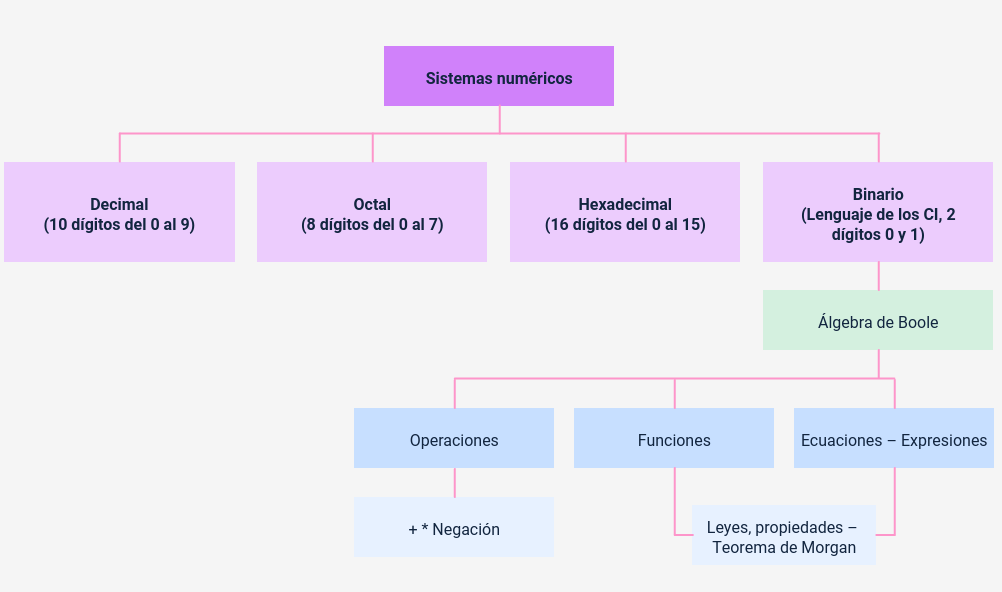 Sistemas numéricos
Decimal
(10 dígitos del 0 al 9)
Octal
(8 dígitos del 0 al 7)
Hexadecimal
(16 dígitos del 0 al 15)
Binario
(Lenguaje de los CI, 2
dígitos 0 y 1)
Álgebra de Boole
Operaciones
Funciones
Ecuaciones – Expresiones
+ * Negación
Leyes, propiedades –
Teorema de Morgan